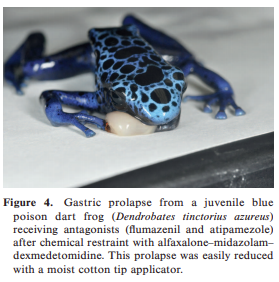 Figure 4. Gastric prolapse from a juvenile blue
poison dart frog (Dendrobates tinctorius azureus)
receiving antagonists (flumazenil and atipamezole)
after chemical restraint with alfaxalone–midazolam–
dexmedetomidine. This prolapse was easily reduced
with a moist cotton tip applicator.